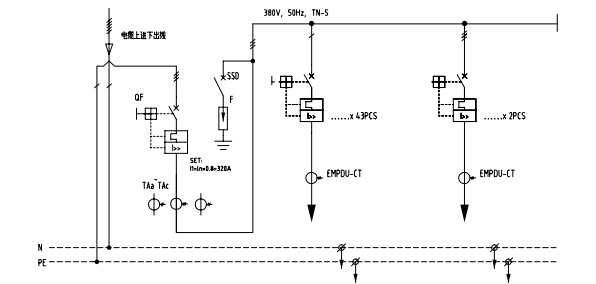 380V, 50Hz, TN-S
电缆上进下出线
SSD
QF
F
......x 43PCS
......x 2PCS
I>>
I>>
I>>
SET:
I1=In×0.8=320A
EMPDU-CT
EMPDU-CT
TAa~TAc
N
PE